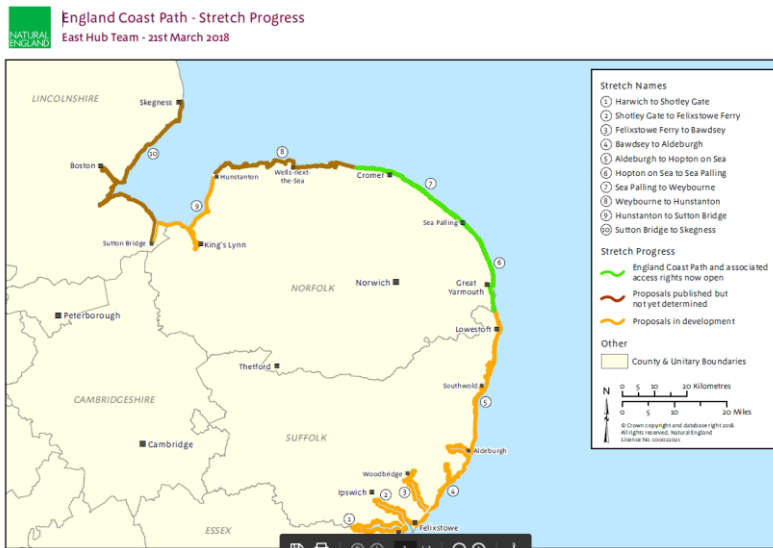 NATURAL
ENGLAND
England Coast Path - Stretch Progress
East Hub Team - 21st March 2018
LINCOLNSHIRE
Skegness
Boston
10
8
Wells-next-
the-Sea
Hunstanton
Cromer
7
9
Sea Palling
Sutton Bridge
King's Lynn
6
Norwich
Great
Yarmouth
NORFOLK
Peterborough
Lowestoft
Thetford
Southwold
CAMBRIDGESHIRE
5
SUFFOLK
Cambridge
Aldeburgh
Woodbridge
4
Ipswich
2
3
1
Felixstowe
ESSEX
Stretch Names
1 Harwich to Shotley Gate
2 Shotley Gate to Felixstowe Ferry
3 Felixstowe Ferry to Bawdsey
4 Bawdsey to Aldeburgh
5 Aldeburgh to Hopton on Sea
6 Hopton on Sea to Sea Palling
7 Sea Palling to Weybourne
8 Weybourne to Hunstanton
9 Hunstanton to Sutton Bridge
10 Sutton Bridge to Skegness
Stretch Progress
England Coast Path and associated
access rights now open
Proposals published but
not yet determined
Proposals in development
Other
County & Unitary Boundaries
N
0 5 10 20 Kilometres
0 5 10 20 Miles
© Crown copyright and database right 2018.
All rights reserved. Natural England